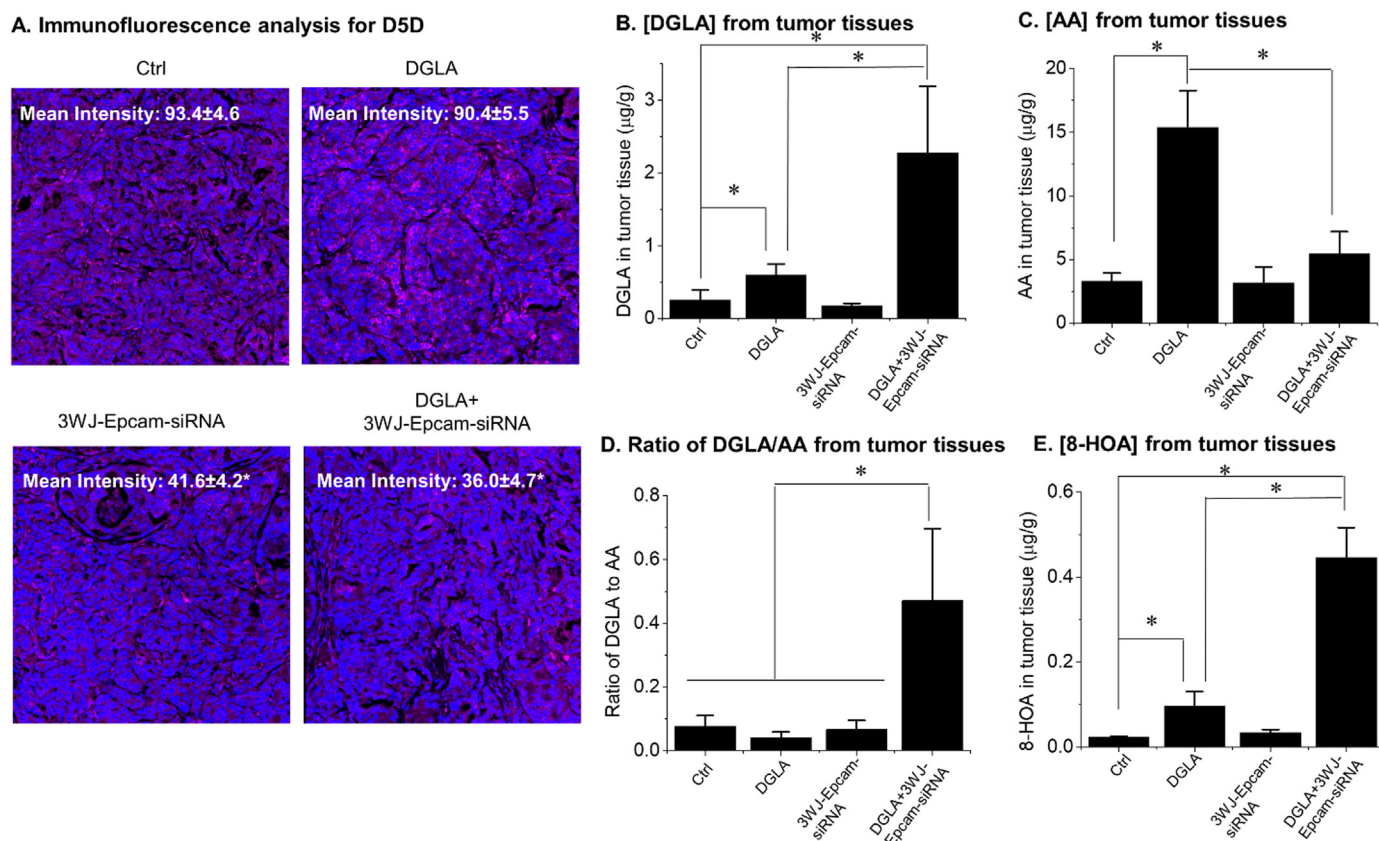 A. Immunofluorescence analysis for D5D
Ctrl
DGLA
Mean Intensity: 93.4±4.6
Mean Intensity: 90.4±5.5
3WJ-Epcam-siRNA
DGLA+
3WJ-Epcam-siRNA
Mean Intensity: 41.6±4.2*
Mean Intensity: 36.0±4.7*
B. [DGLA] from tumor tissues
DGLA in tumor tissue (μg/g)
3
2
1
0
*
*
*
Ctrl
DGLA
3WJ-Epcam-
siRNA
DGLA+3WJ-
Epcam-siRNA
C. [AA] from tumor tissues
AA in tumor tissue (μg/g)
20
15
10
5
0
*
*
Ctrl
DGLA
3WJ-Epcam-
siRNA
DGLA+3WJ-
Epcam-siRNA
D. Ratio of DGLA/AA from tumor tissues
Ratio of DGLA to AA
0.8
0.6
0.4
0.2
0.0
*
Ctrl
DGLA
3WJ-Epcam-
siRNA
DGLA+3WJ-
Epcam-siRNA
E. [8-HOA] from tumor tissues
8-HOA in tumor tissue (μg/g)
0.6
0.4
0.2
0.0
*
*
*
Ctrl
DGLA
3WJ-Epcam-
siRNA
DGLA+3WJ-
Epcam-siRNA